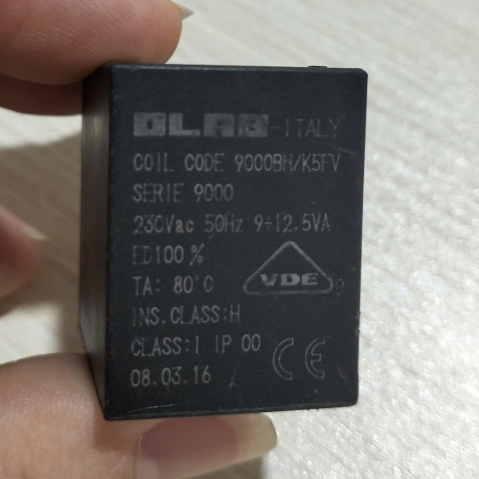 OLAB-ITALY
COIL CODE 9000BH/K5FV
SERIE 9000
230Vac 50Hz 9÷12.5VA
ED100%
TA: 80°C
VDE
INS.CLASS:H
CLASS:I IP 00
CE
08.03.16